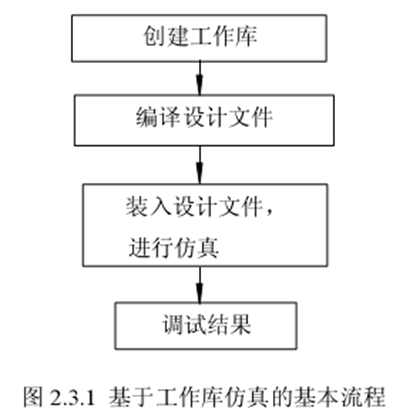 创建工作库
编译设计文件
装入设计文件，
进行仿真
调试结果
图 2.3.1 基于工作库仿真的基本流程